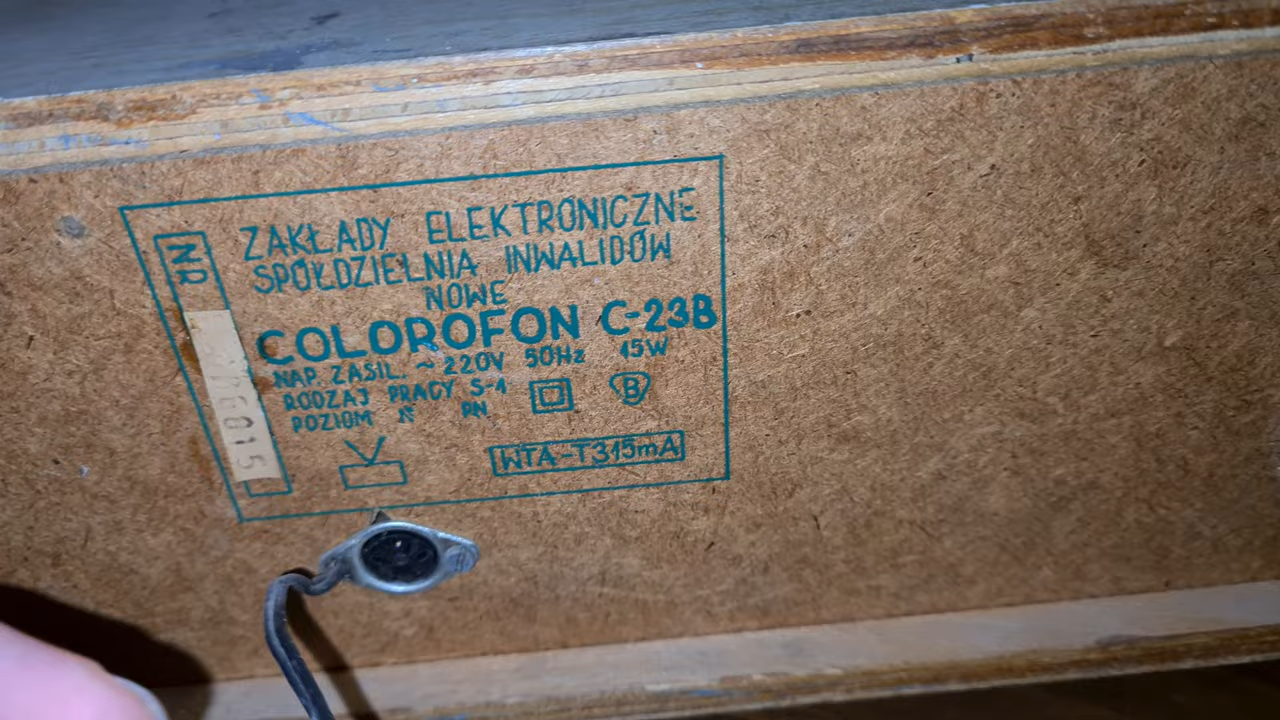 NR
ZAKŁADY ELEKTRONICZNE
SPÓŁDZIELNIA INWALIDÓW
NOWE
COLOROFON C-23B
NAP. ZASIL. ~ 220V 50Hz 15W
RODZAJ PRACY S-1
POZIOM N PN
B
WTA-T315mA